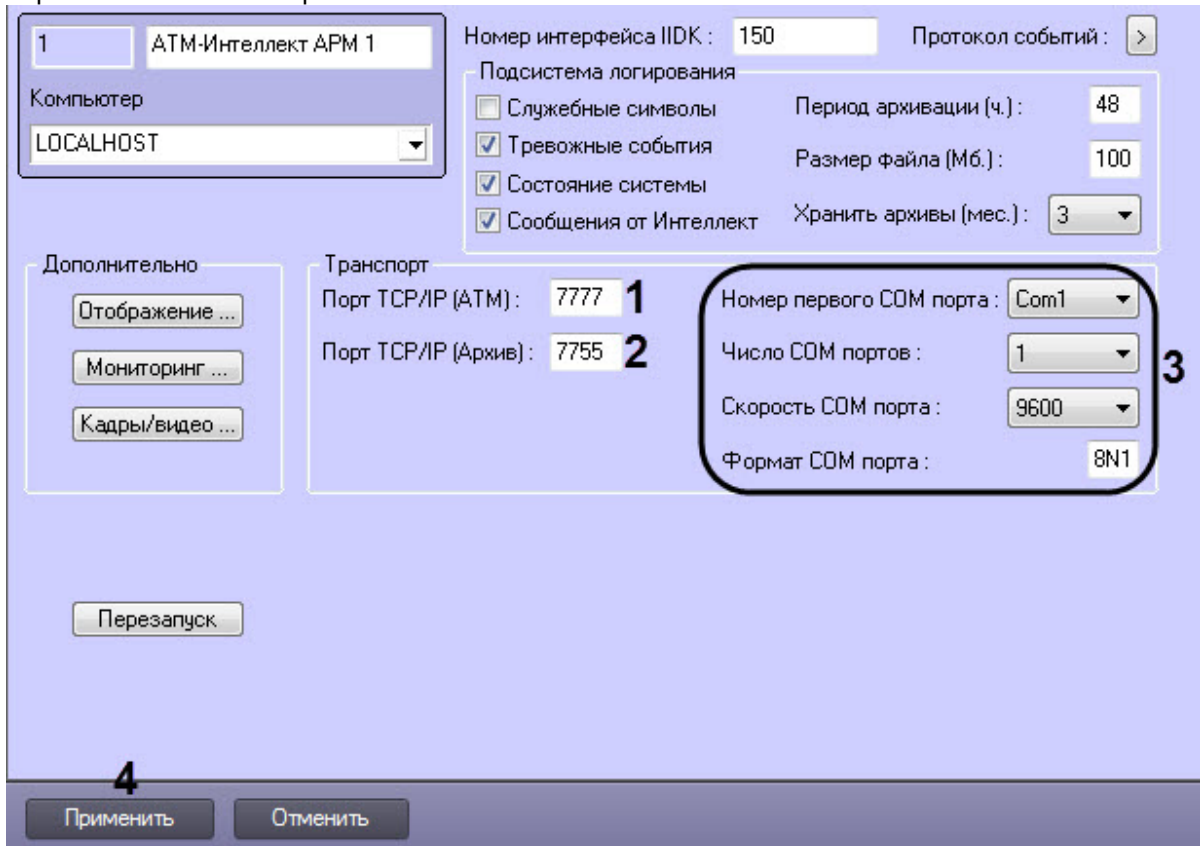 1 АТМ-Интеллект АРМ 1
Компьютер
LOCALHOST
Номер интерфейса IIDK : 150 Протокол событий : >
Подсистема логирования
Служебные символы
Тревожные события
Состояние системы
Сообщения от Интеллект
Период архивации (ч.) : 48
Размер файла (Мб.) : 100
Хранить архивы (мес.) : 3
Дополнительно
Отображение ...
Мониторинг ...
Кадры/видео ...
Транспорт
Порт TCP/IP (АТМ) : 7777 1
Порт TCP/IP (Архив) : 7755 2
Номер первого COM порта : Com1
Число COM портов : 1
Скорость COM порта : 9600
Формат COM порта : 8N1
3
Перезапуск
4
Применить Отменить